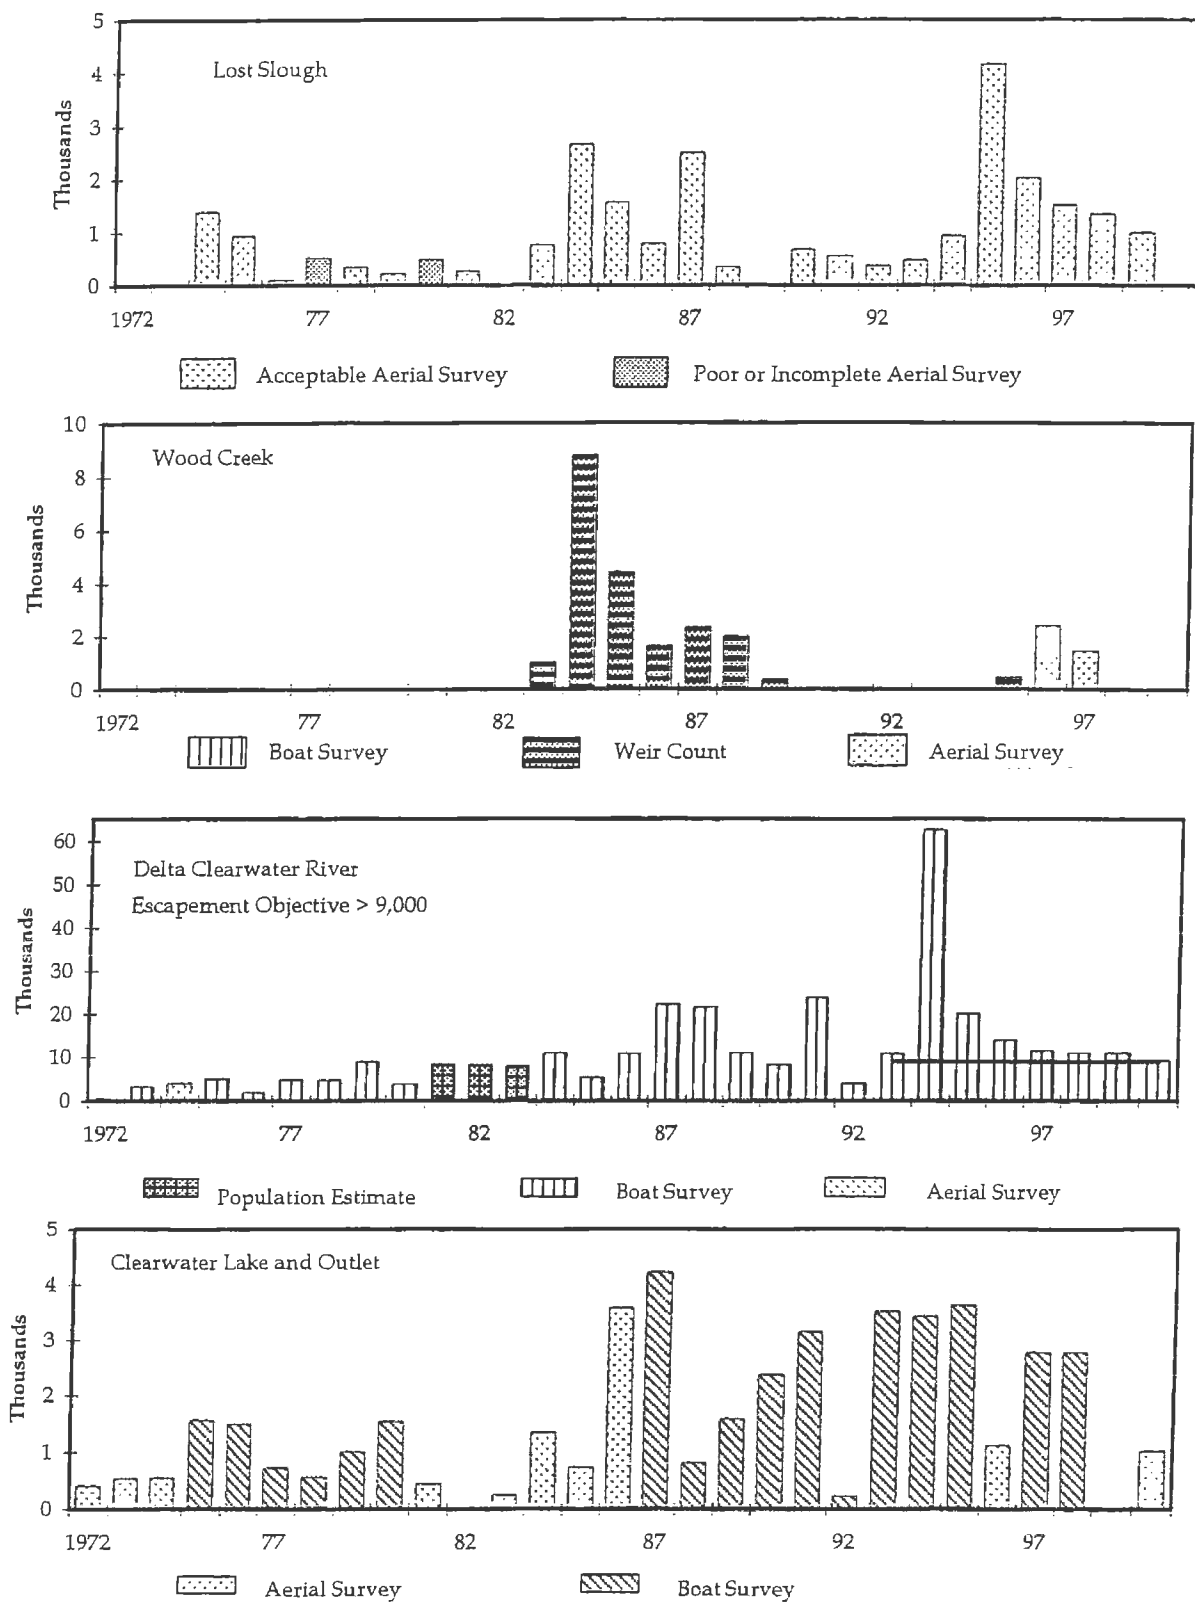 5
Lost Slough
4
3
Thousands
2
1
0
1972 77 82 87 92 97
Acceptable Aerial Survey Poor or Incomplete Aerial Survey
10
Wood Creek
8
6
Thousands
4
2
0
1972 77 82 87 92 97
Boat Survey Weir Count Aerial Survey
60
Delta Clearwater River
50
Escapement Objective > 9,000
40
Thousands
30
20
10
0
1972 77 82 87 92 97
Population Estimate Boat Survey Aerial Survey
5
Clearwater Lake and Outlet
4
3
Thousands
2
1
0
1972 77 82 87 92 97
Aerial Survey Boat Survey